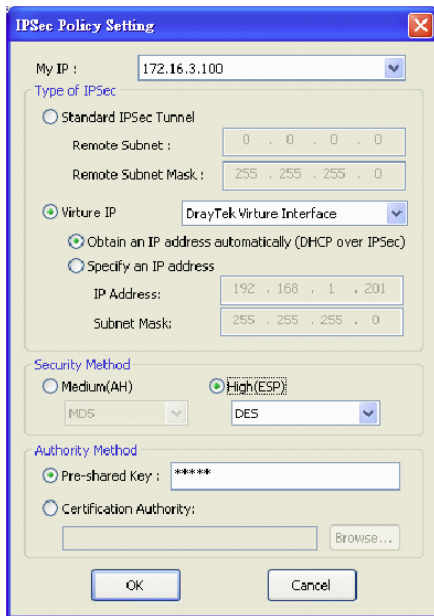 IPSec Policy Setting
My IP : 172.16.3.100
Type of IPSec
Standard IPSec Tunnel
Remote Subnet : 0 . 0 . 0 . 0
Remote Subnet Mask : 255 . 255 . 255 . 0
Virture IP DrayTek Virture Interface
Obtain an IP address automatically (DHCP over IPSec)
Specify an IP address
IP Address: 192 . 168 . 1 . 201
Subnet Mask: 255 . 255 . 255 . 0
Security Method
Medium(AH) High(ESP)
MD5 DES
Authority Method
Pre-shared Key : *****
Certification Authority:
Browse...
OK Cancel